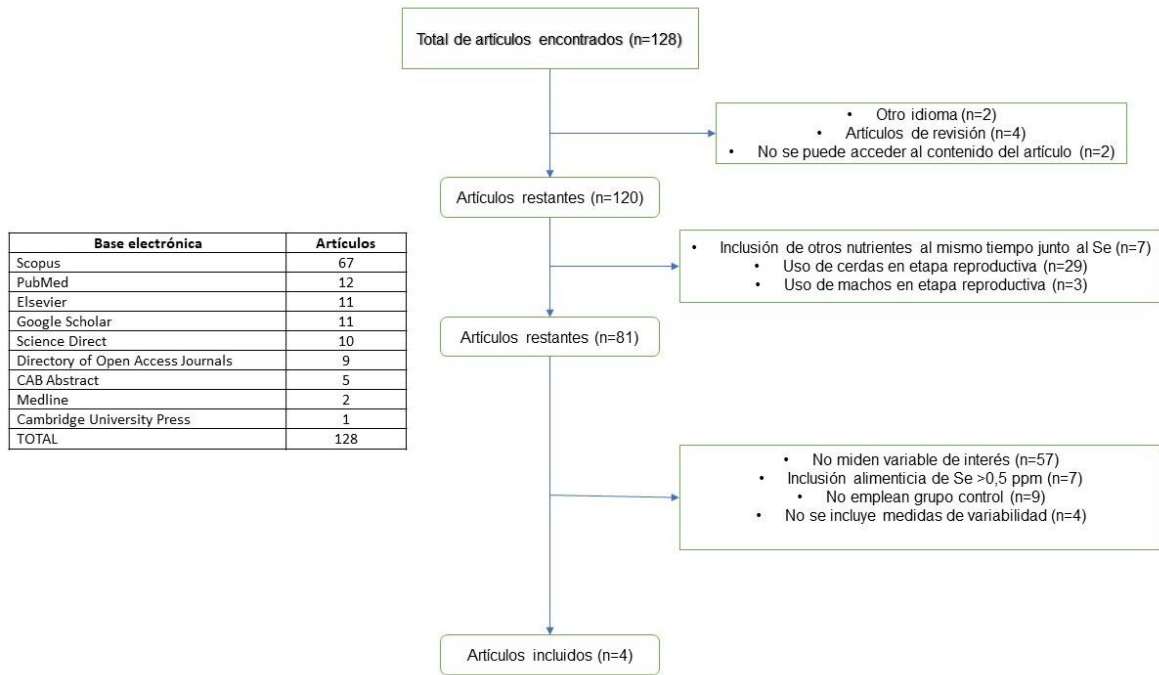 Total de artículos encontrados (n=128)
• Otro idioma (n=2)
• Artículos de revisión (n=4)
• No se puede acceder al contenido del artículo (n=2)
Artículos restantes (n=120)
• Inclusión de otros nutrientes al mismo tiempo junto al Se (n=7)
• Uso de cerdas en etapa reproductiva (n=29)
• Uso de machos en etapa reproductiva (n=3)
Artículos restantes (n=81)
Base electrónica Artículos
Scopus 67
PubMed 12
Elsevier 11
Google Scholar 11
Science Direct 10
Directory of Open Access Journals 9
CAB Abstract 5
Medline 2
Cambridge University Press 1
TOTAL 128
• No miden variable de interés (n=57)
• Inclusión alimenticia de Se >0,5 ppm (n=7)
• No emplean grupo control (n=9)
• No se incluye medidas de variabilidad (n=4)
Artículos incluidos (n=4)